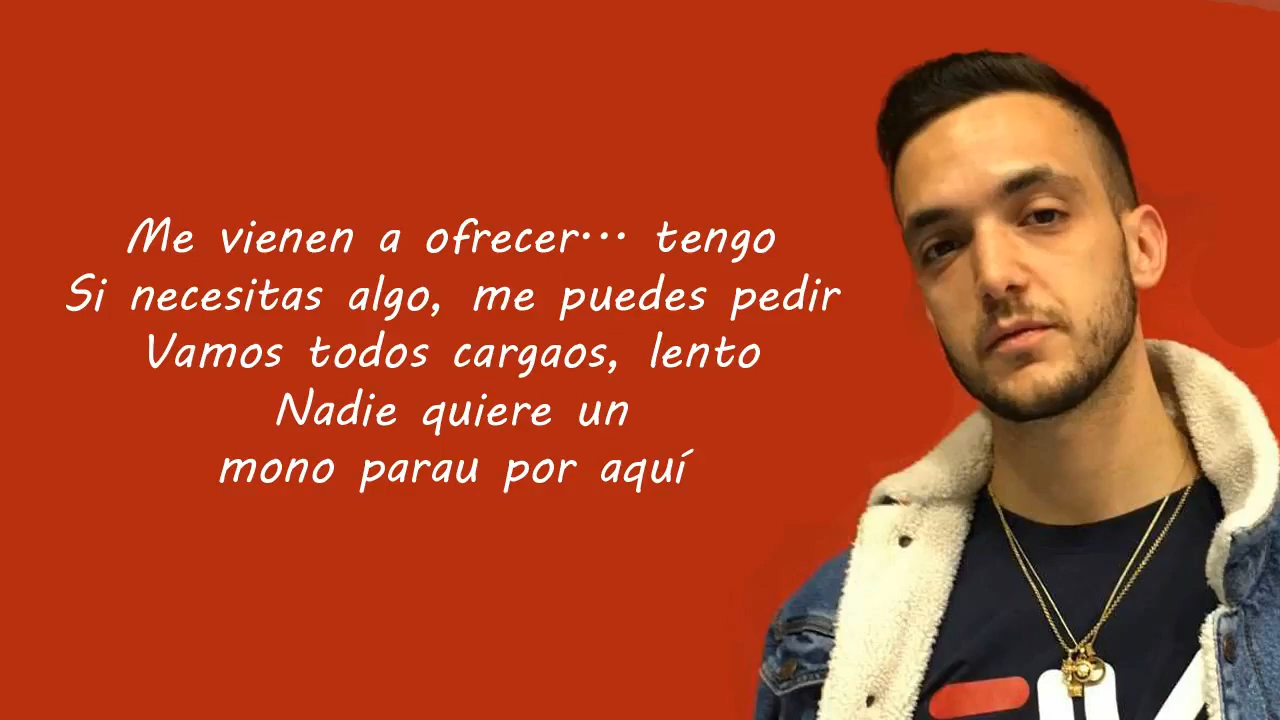 Me vienen a ofrecer... tengo
Si necesitas algo, me puedes pedir
Vamos todos cargaos, lento
Nadie quiere un
mono parau por aquí